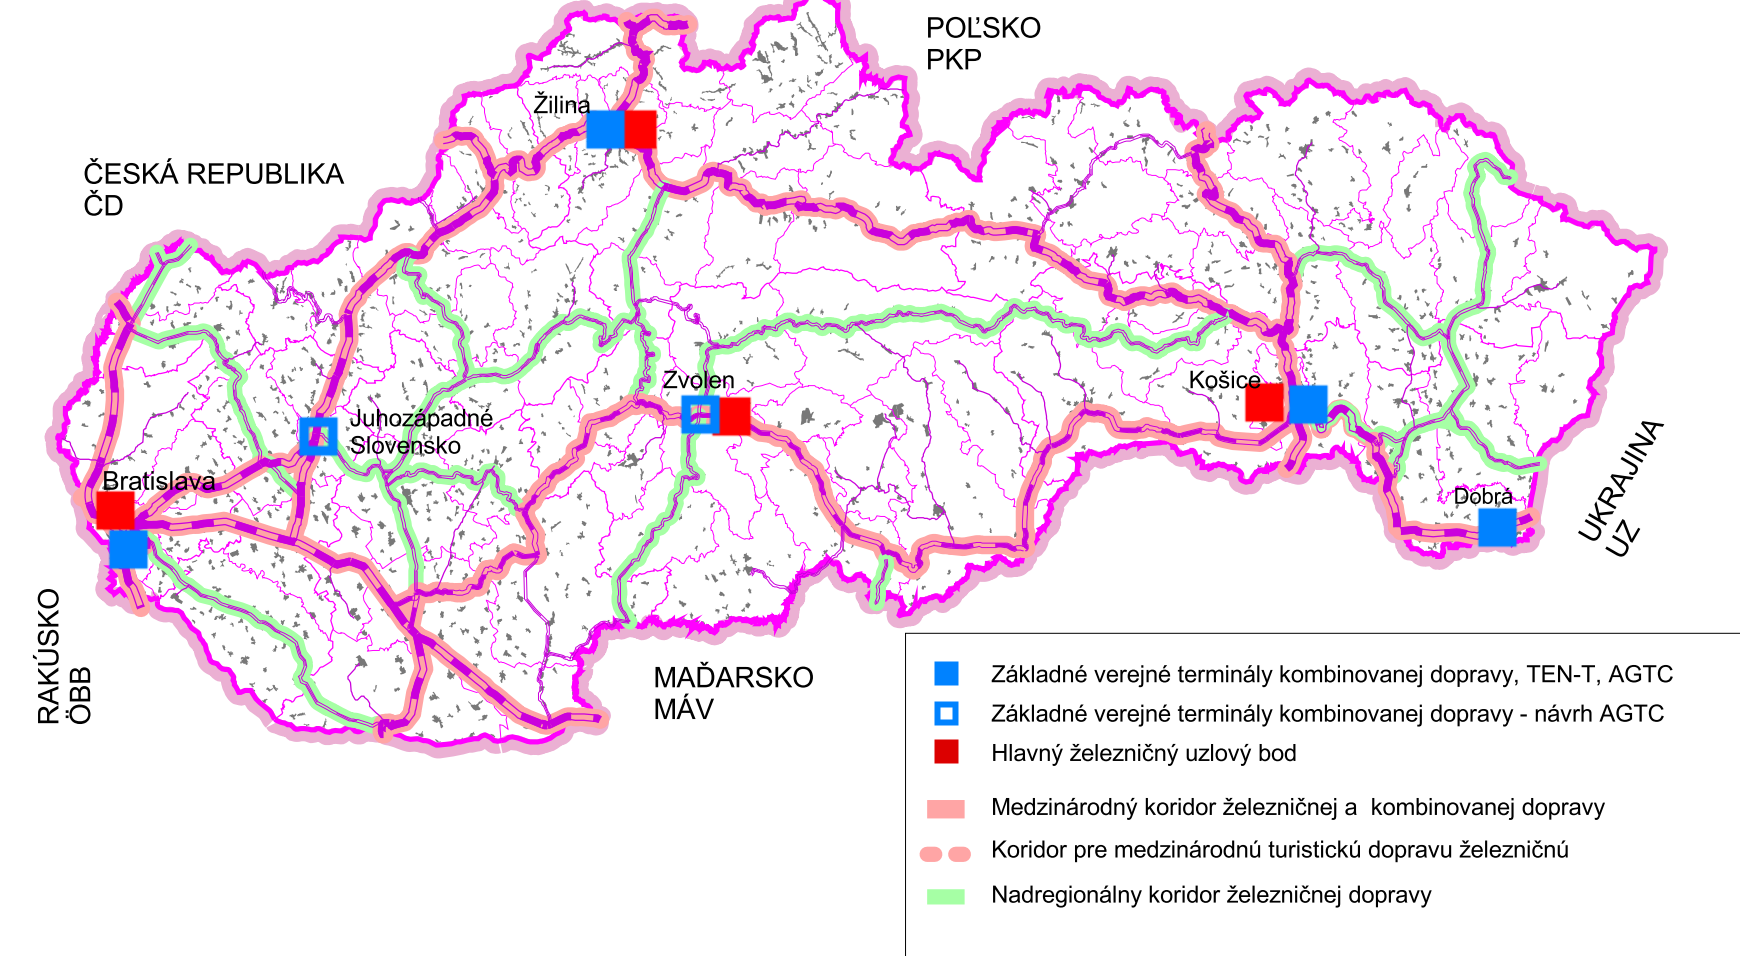 POĽSKO
PKP
Žilina
ČESKÁ REPUBLIKA
ČD
Zvolen
Košice
Juhozápadné
Slovensko
Bratislava
Dobrá
UKRAJINA
UZ
RAKÚSKO
ÖBB
MAĎARSKO
MÁV
Základné verejné terminály kombinovanej dopravy, TEN-T, AGTC
Základné verejné terminály kombinovanej dopravy - návrh AGTC
Hlavný železničný uzlový bod
Medzinárodný koridor železničnej a  kombinovanej dopravy
Koridor pre medzinárodnú turistickú dopravu železničnú
Nadregionálny koridor železničnej dopravy